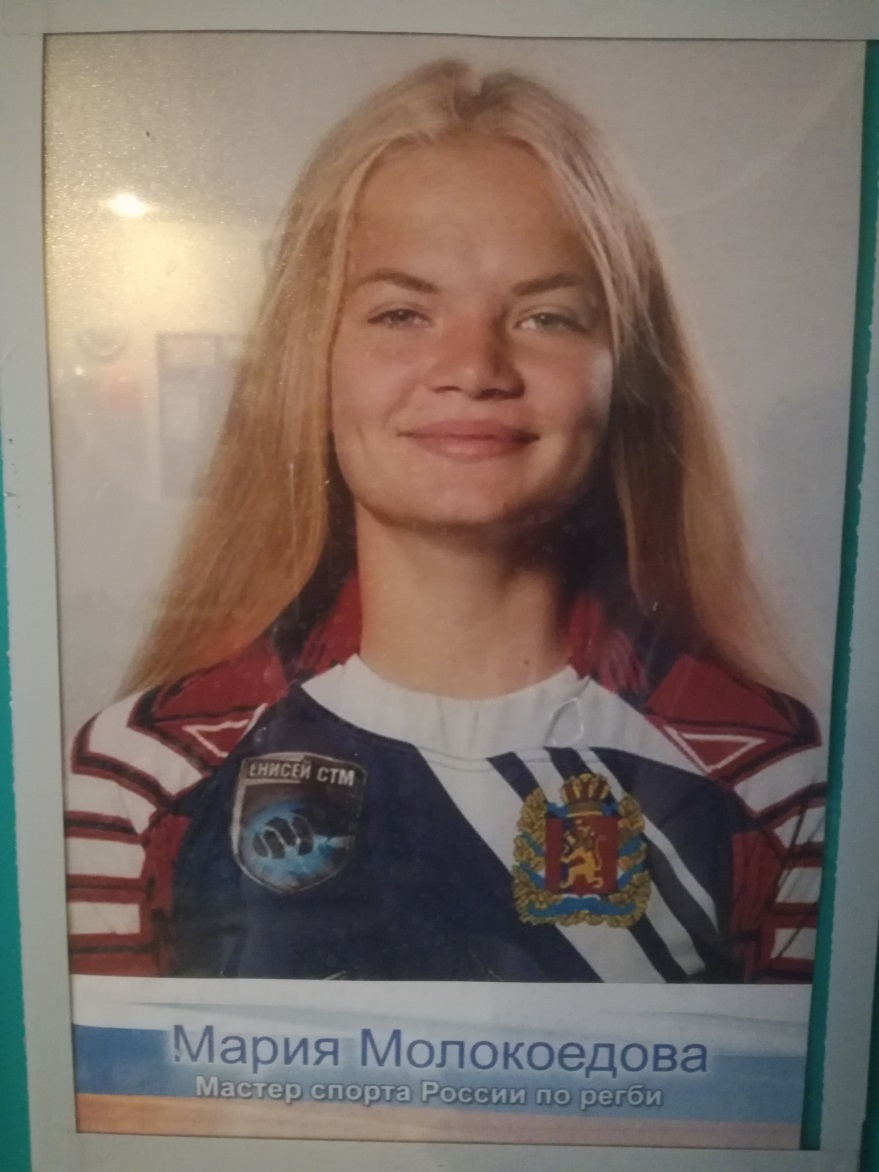 ЕНИСЕЙ СТМ
Мария Молокоедова
Мастер спорта России по регби